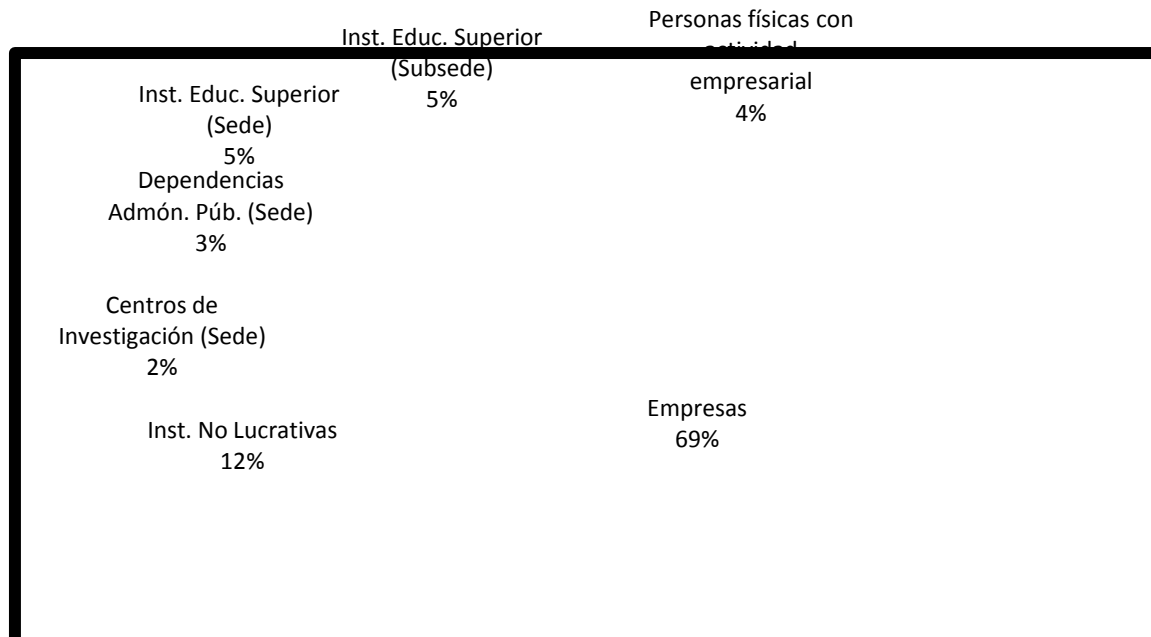 Personas físicas con
actividad
empresarial
4%
Inst. Educ. Superior
(Subsede)
5%
Inst. Educ. Superior
(Sede)
5%
Dependencias
Admón. Púb. (Sede)
3%
Centros de
Investigación (Sede)
2%
Inst. No Lucrativas
12%
Empresas
69%